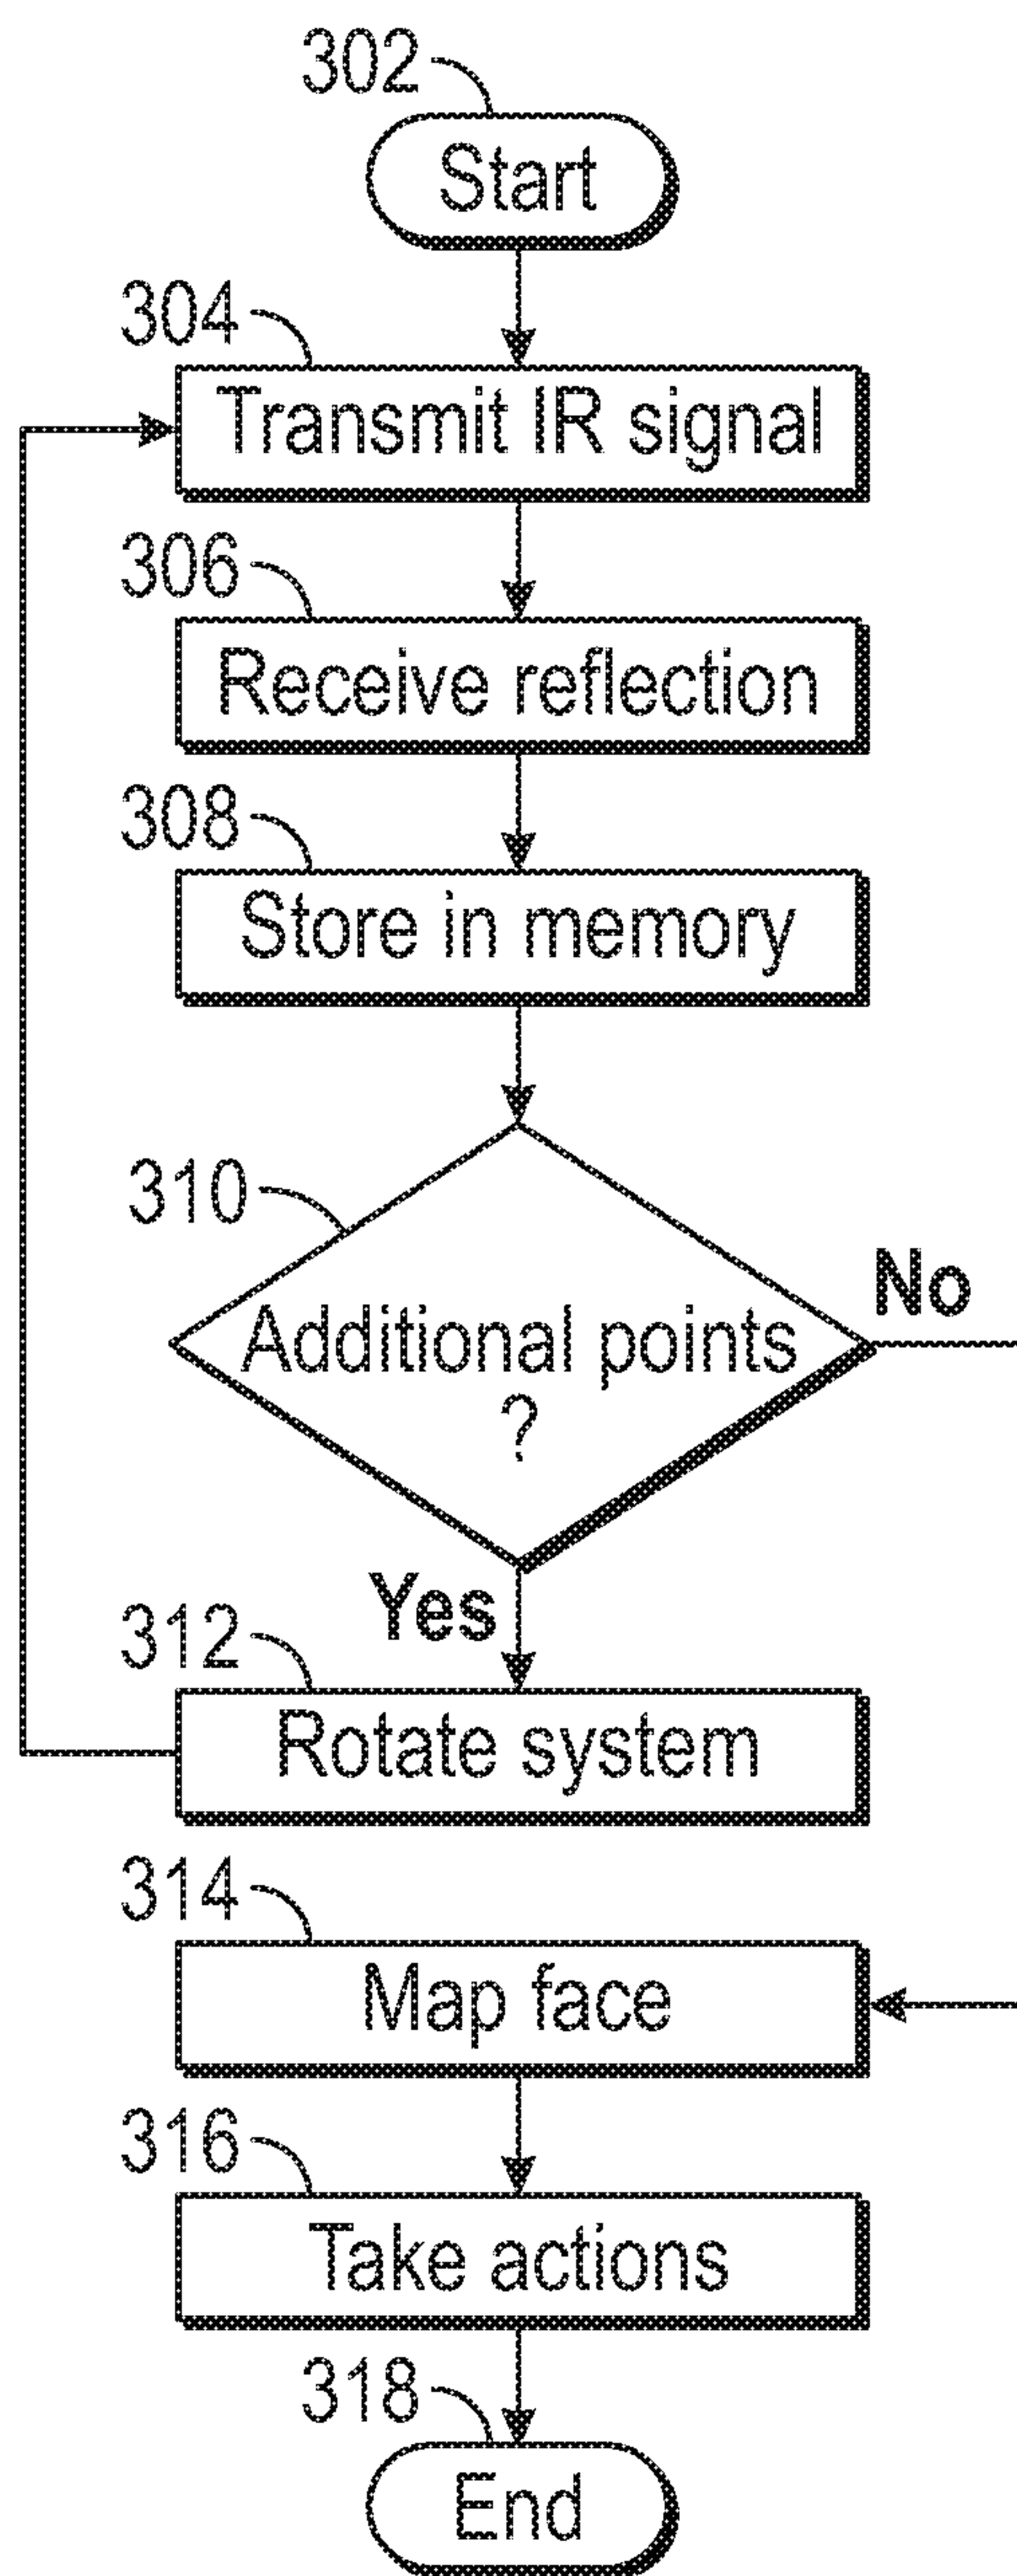 302
Start
304
Transmit IR signal
306
Receive reflection
308
Store in memory
310
Additional points
?
No
Yes
312
Rotate system
314
Map face
316
Take actions
318
End